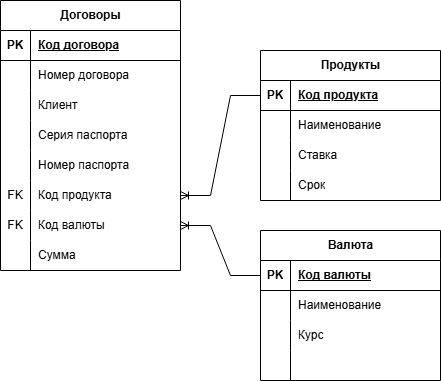 Договоры
PK Код договора
Номер договора
Клиент
Серия паспорта
Номер паспорта
FK Код продукта
FK Код валюты
Сумма
Продукты
PK Код продукта
Наименование
Ставка
Срок
Валюта
PK Код валюты
Наименование
Курс